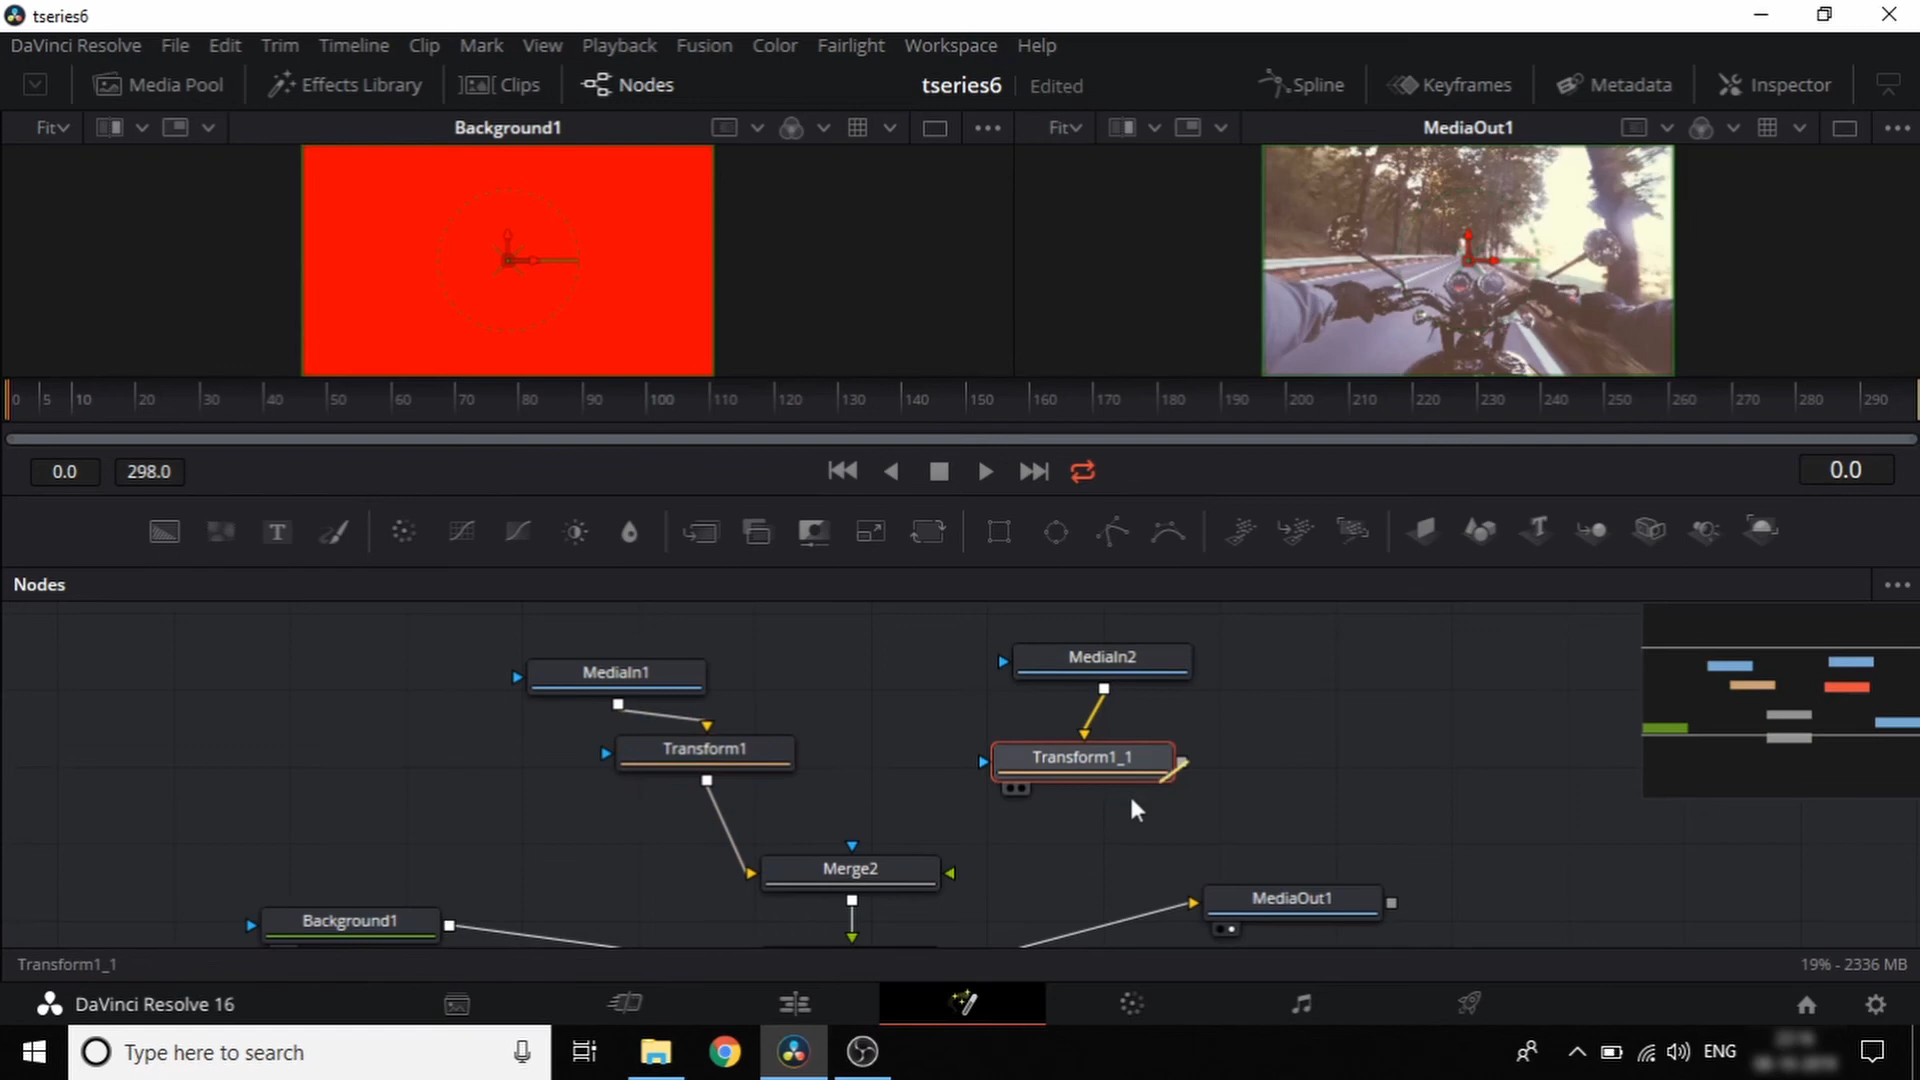 tseries6
DaVinci Resolve File Edit Trim Timeline Clip Mark View Playback Fusion Color Fairlight Workspace Help
Media Pool Effects Library Clips Nodes tseries6 Edited Spline Keyframes Metadata Inspector
Fit Background1 Fit MediaOut1
0 5 10 20 30 40 50 60 70 80 90 100 110 120 130 140 150 160 170 180 190 200 210 220 230 240 250 260 270 280 290
0.0 298.0 0.0
Nodes
MediaIn1 MediaIn2
Transform1 Transform1_1
Merge2
Background1 MediaOut1
Transform1_1 19% - 2336 MB
DaVinci Resolve 16
Type here to search ENG